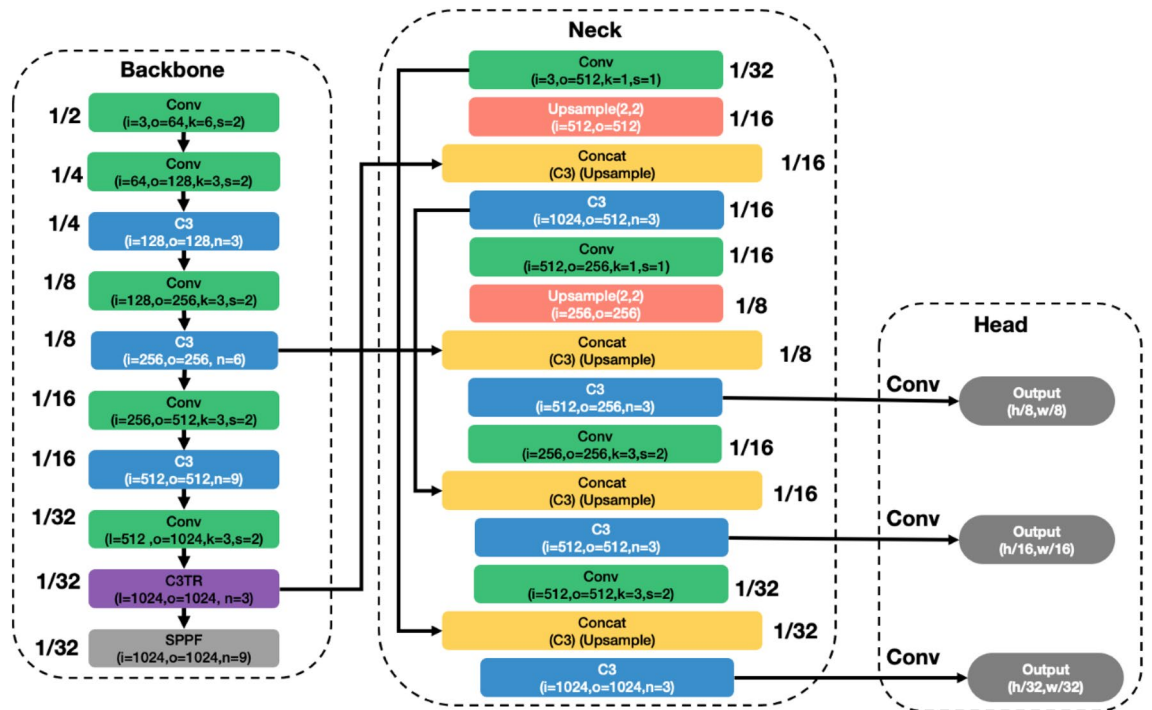 Backbone
1/2
Conv
(i=3,o=64,k=6,s=2)
1/4
Conv
(i=64,o=128,k=3,s=2)
1/4
C3
(i=128,o=128,n=3)
1/8
Conv
(i=128,o=256,k=3,s=2)
1/8
C3
(i=256,o=256, n=6)
1/16
Conv
(i=256,o=512,k=3,s=2)
1/16
C3
(i=512,o=512,n=9)
1/32
Conv
(I=512 ,o=1024,k=3,s=2)
1/32
C3TR
(I=1024,o=1024, n=3)
1/32
SPPF
(i=1024,o=1024,n=9)
Neck
Conv
(i=3,o=512,k=1,s=1)
1/32
Upsample(2,2)
(i=512,o=512)
1/16
Concat
(C3) (Upsample)
1/16
C3
(i=1024,o=512,n=3)
1/16
Conv
(i=512,o=256,k=1,s=1)
1/16
Upsample(2,2)
(i=256,o=256)
1/8
Concat
(C3) (Upsample)
1/8
C3
(i=512,o=256,n=3)
Conv
(i=256,o=256,k=3,s=2)
1/16
Concat
(C3) (Upsample)
1/16
C3
(i=512,o=512,n=3)
Conv
(i=512,o=512,k=3,s=2)
1/32
Concat
(C3) (Upsample)
1/32
C3
(i=1024,o=1024,n=3)
Head
Conv
Output
(h/8,w/8)
Conv
Output
(h/16,w/16)
Conv
Output
(h/32,w/32)